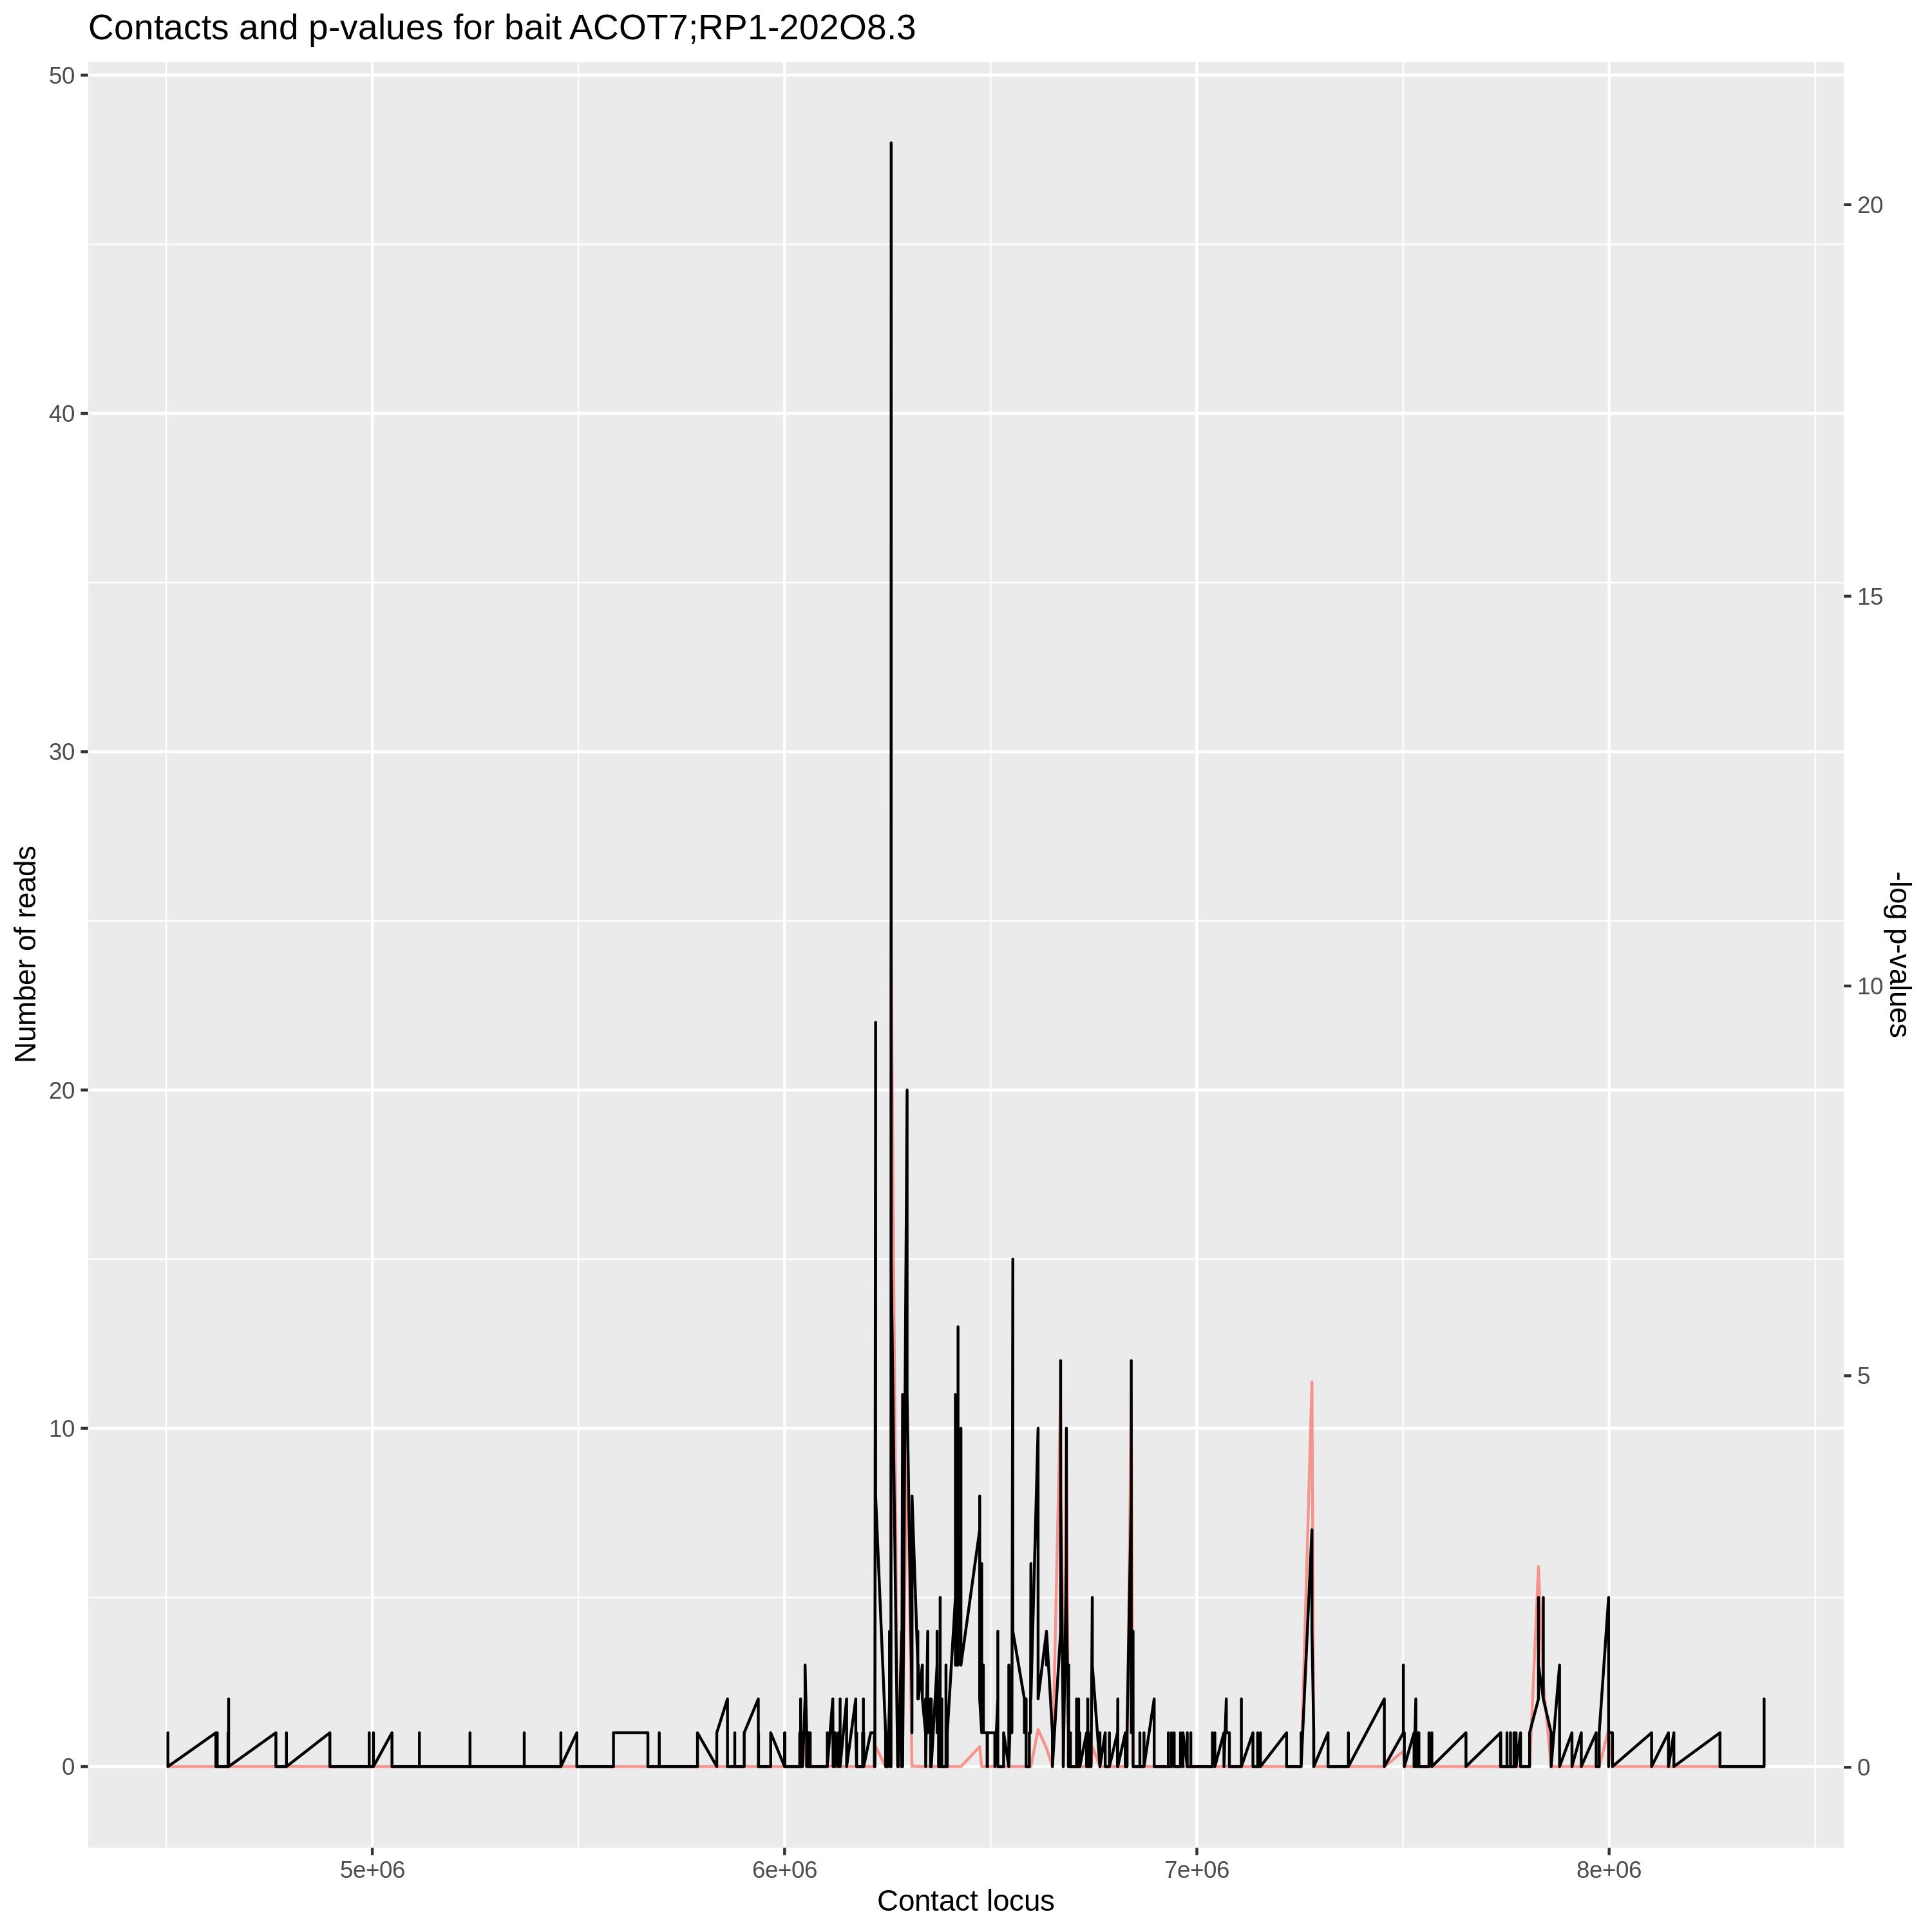 Contacts and p-values for bait ACOT7;RP1-202O8.3
50
40
30
20
10
0
Number of reads
20
15
10
5
0
-log p-values
5e+06
6e+06
7e+06
8e+06
Contact locus